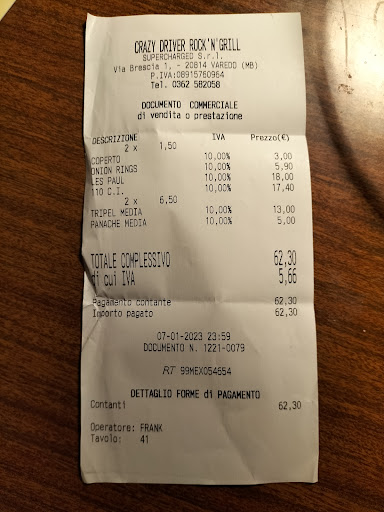 CRAZY DRIVER ROCK'N'GRILL
SUPERCHARGED S.r.l.
Via Brescia 1, - 20814 VAREDO (MB)
P.IVA:08915760964
Tel. 0362 582058
DOCUMENTO COMMERCIALE
di vendita o prestazione
DESCRIZIONE IVA Prezzo(€)
2 x 1,50
COPERTO 10,00% 3,00
ONION RINGS 10,00% 5,90
LES PAUL 10,00% 18,00
110 C.I. 10,00% 17,40
2 x 6,50
TRIPEL MEDIA 10,00% 13,00
PANACHE MEDIA 10,00% 5,00
TOTALE COMPLESSIVO 62,30
di cui IVA 5,66
Pagamento contante 62,30
Importo pagato 62,30
07-01-2023 23:59
DOCUMENTO N. 1221-0079
RT 99MEX054654
DETTAGLIO FORME di PAGAMENTO
Contanti 62,30
Operatore: FRANK
Tavolo: 41